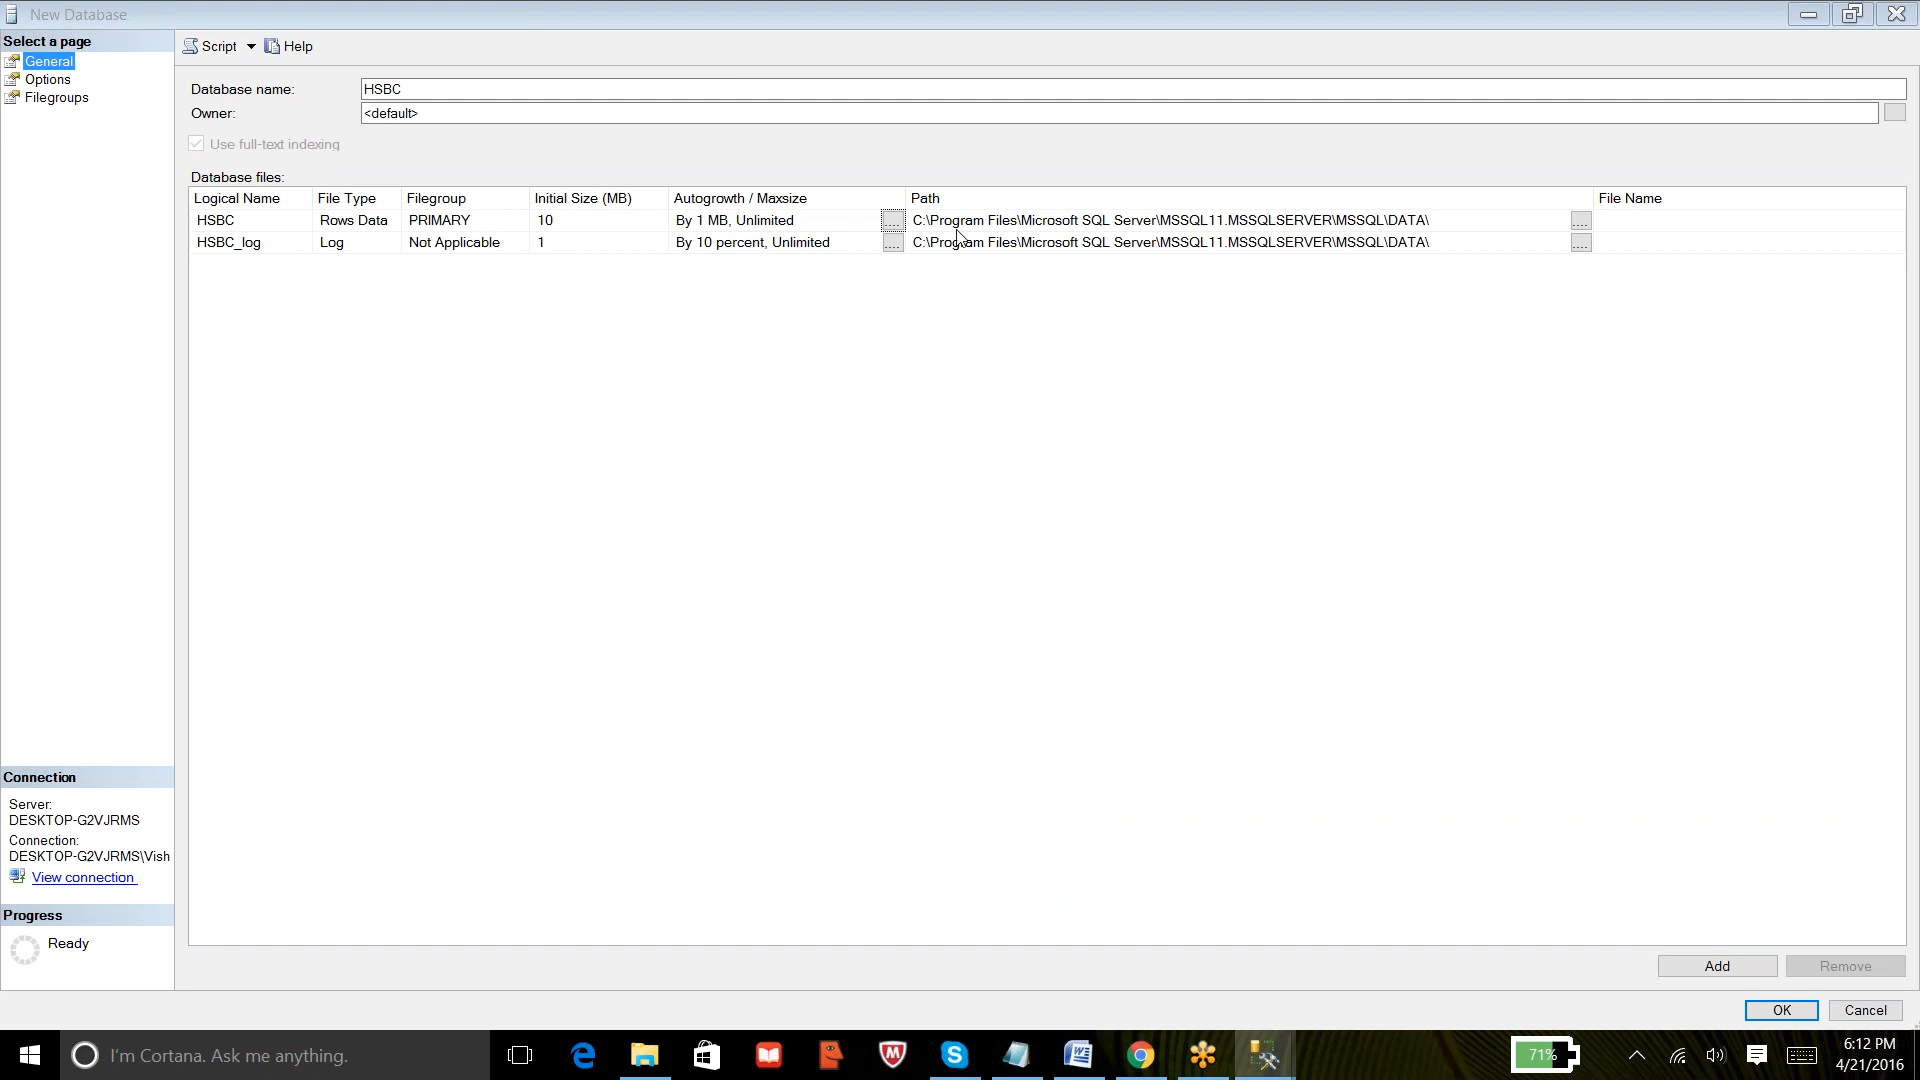 New Database
Select a page
General
Options
Filegroups
Script Help
Database name: HSBC
Owner: <default>
Use full-text indexing
Database files:
Logical Name File Type Filegroup Initial Size (MB) Autogrowth / Maxsize Path File Name
HSBC Rows Data PRIMARY 10 By 1 MB, Unlimited .... C:\Program Files\Microsoft SQL Server\MSSQL11.MSSQLSERVER\MSSQL\DATA\ ....
HSBC_log Log Not Applicable 1 By 10 percent, Unlimited .... C:\Program Files\Microsoft SQL Server\MSSQL11.MSSQLSERVER\MSSQL\DATA\ ....
Connection
Server:
DESKTOP-G2VJRMS
Connection:
DESKTOP-G2VJRMS\Vish
View connection
Progress
Ready
Add Remove
OK Cancel
I'm Cortana. Ask me anything.
71%
6:12 PM
4/21/2016